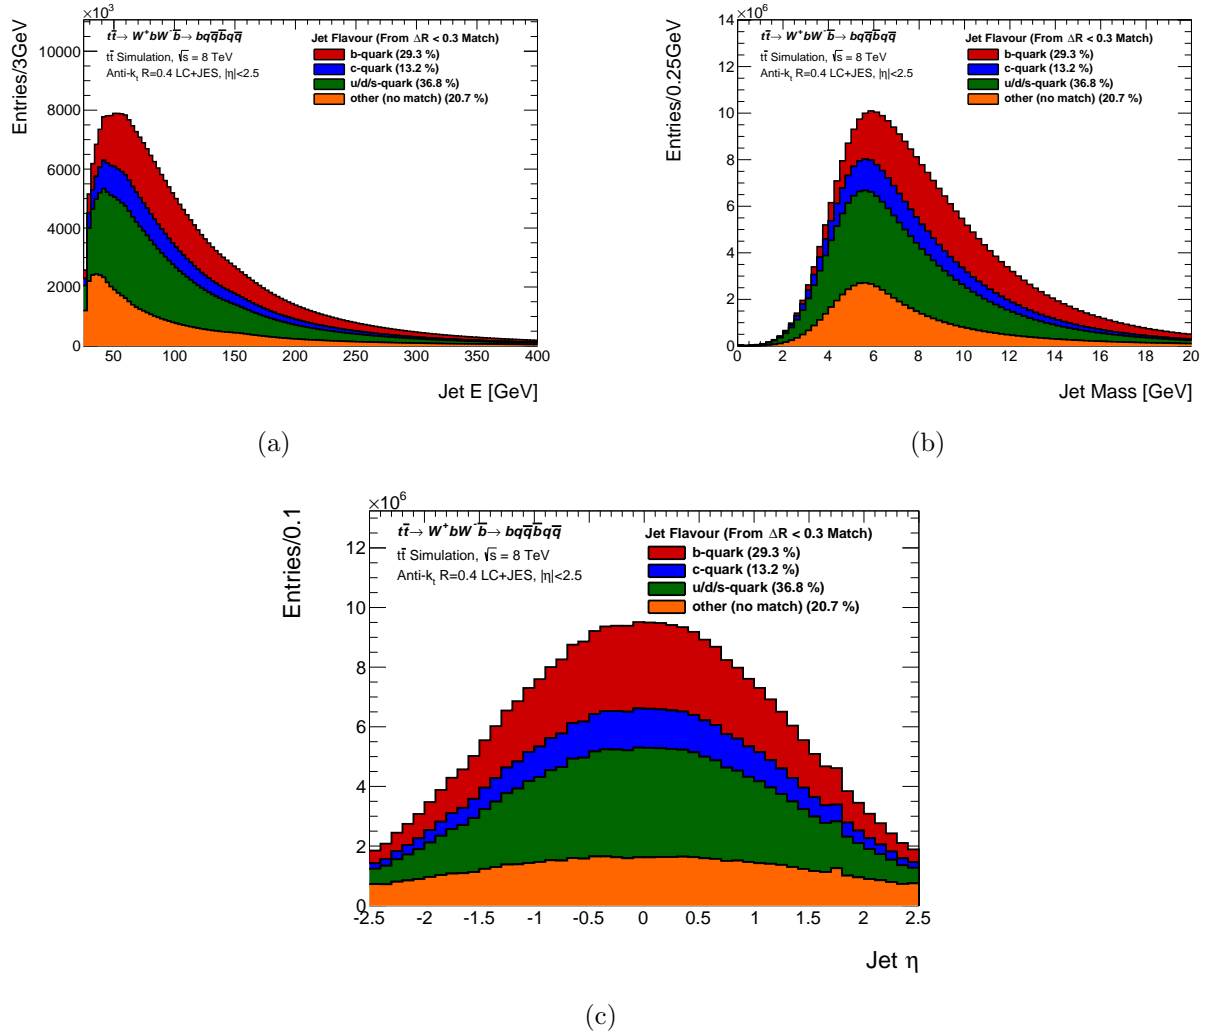 ×10³
Entries/3GeV
10000
8000
6000
4000
2000
0
tt̅→ W⁺bW⁻b̅→ bqq̅b̅qq̅
tt̅ Simulation, √s = 8 TeV
Anti-kₜ R=0.4 LC+JES, |η|<2.5
Jet Flavour (From ΔR < 0.3 Match)
b-quark (29.3 %)
c-quark (13.2 %)
u/d/s-quark (36.8 %)
other (no match) (20.7 %)
50 100 150 200 250 300 350 400
Jet E [GeV]
(a)
×10⁶
Entries/0.25GeV
14
12
10
8
6
4
2
0
tt̅→ W⁺bW⁻b̅→ bqq̅b̅qq̅
tt̅ Simulation, √s = 8 TeV
Anti-kₜ R=0.4 LC+JES, |η|<2.5
Jet Flavour (From ΔR < 0.3 Match)
b-quark (29.3 %)
c-quark (13.2 %)
u/d/s-quark (36.8 %)
other (no match) (20.7 %)
0 2 4 6 8 10 12 14 16 18 20
Jet Mass [GeV]
(b)
×10⁶
Entries/0.1
12
10
8
6
4
2
0
tt̅→ W⁺bW⁻b̅→ bqq̅b̅qq̅
tt̅ Simulation, √s = 8 TeV
Anti-kₜ R=0.4 LC+JES, |η|<2.5
Jet Flavour (From ΔR < 0.3 Match)
b-quark (29.3 %)
c-quark (13.2 %)
u/d/s-quark (36.8 %)
other (no match) (20.7 %)
-2.5 -2 -1.5 -1 -0.5 0 0.5 1 1.5 2 2.5
Jet η
(c)